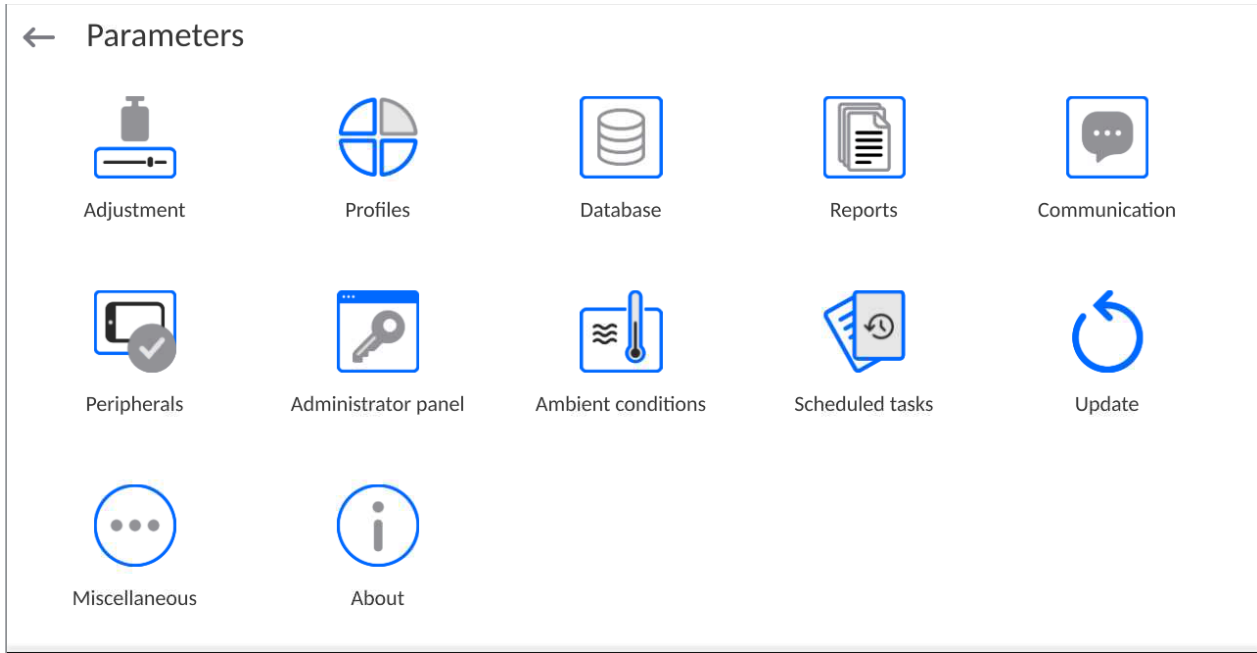 Parameters
Adjustment
Profiles
Database
Reports
Communication
Peripherals
Administrator panel
Ambient conditions
Scheduled tasks
Update
Miscellaneous
About